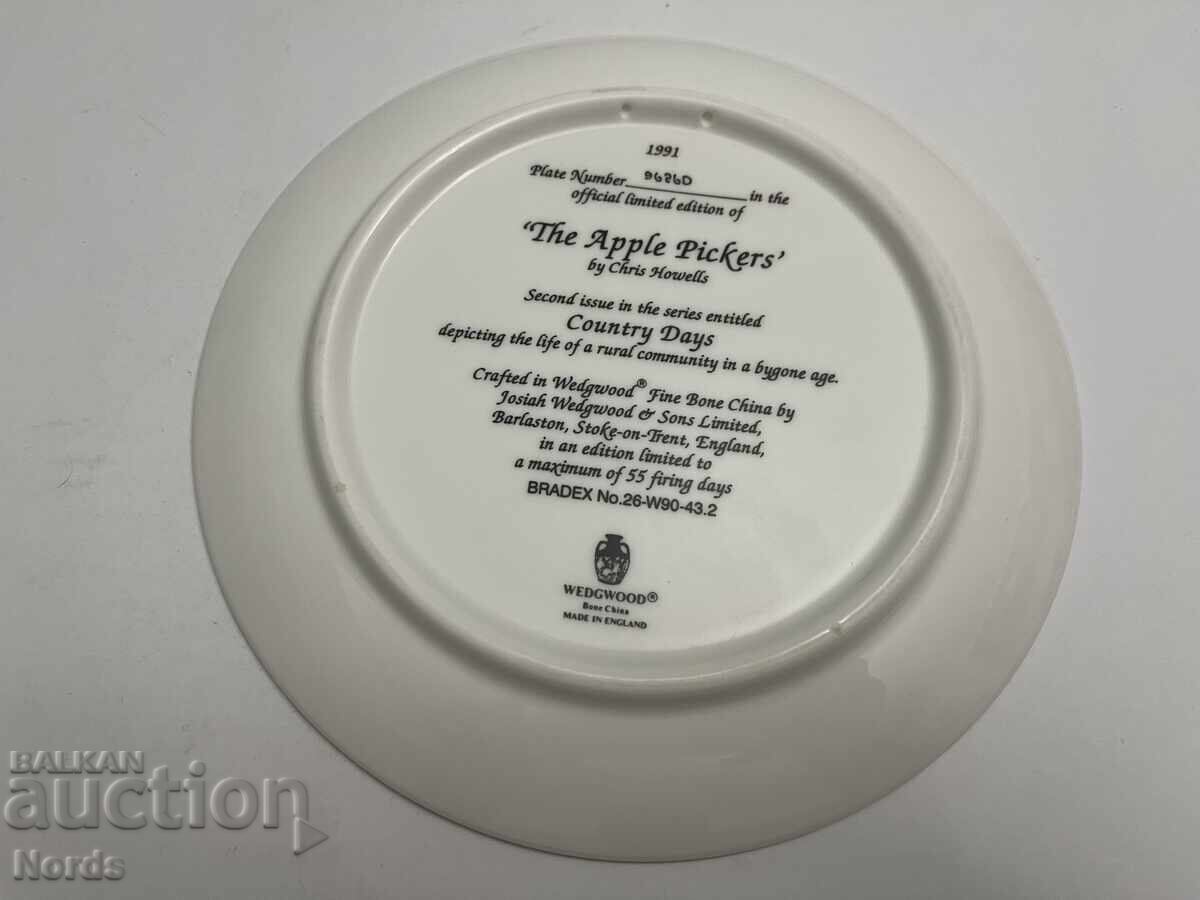 1991
Plate Number 9626D in the
official limited edition of
'The Apple Pickers'
by Chris Howells
Second issue in the series entitled
Country Days
depicting the life of a rural community in a bygone age.
Crafted in Wedgwood® Fine Bone China by
Josiah Wedgwood & Sons Limited,
Barlaston, Stoke-on-Trent, England,
in an edition limited to
a maximum of 55 firing days
BRADEX No.26-W90-43.2
WEDGWOOD®
Bone China
MADE IN ENGLAND
BALKAN
auction
Nords